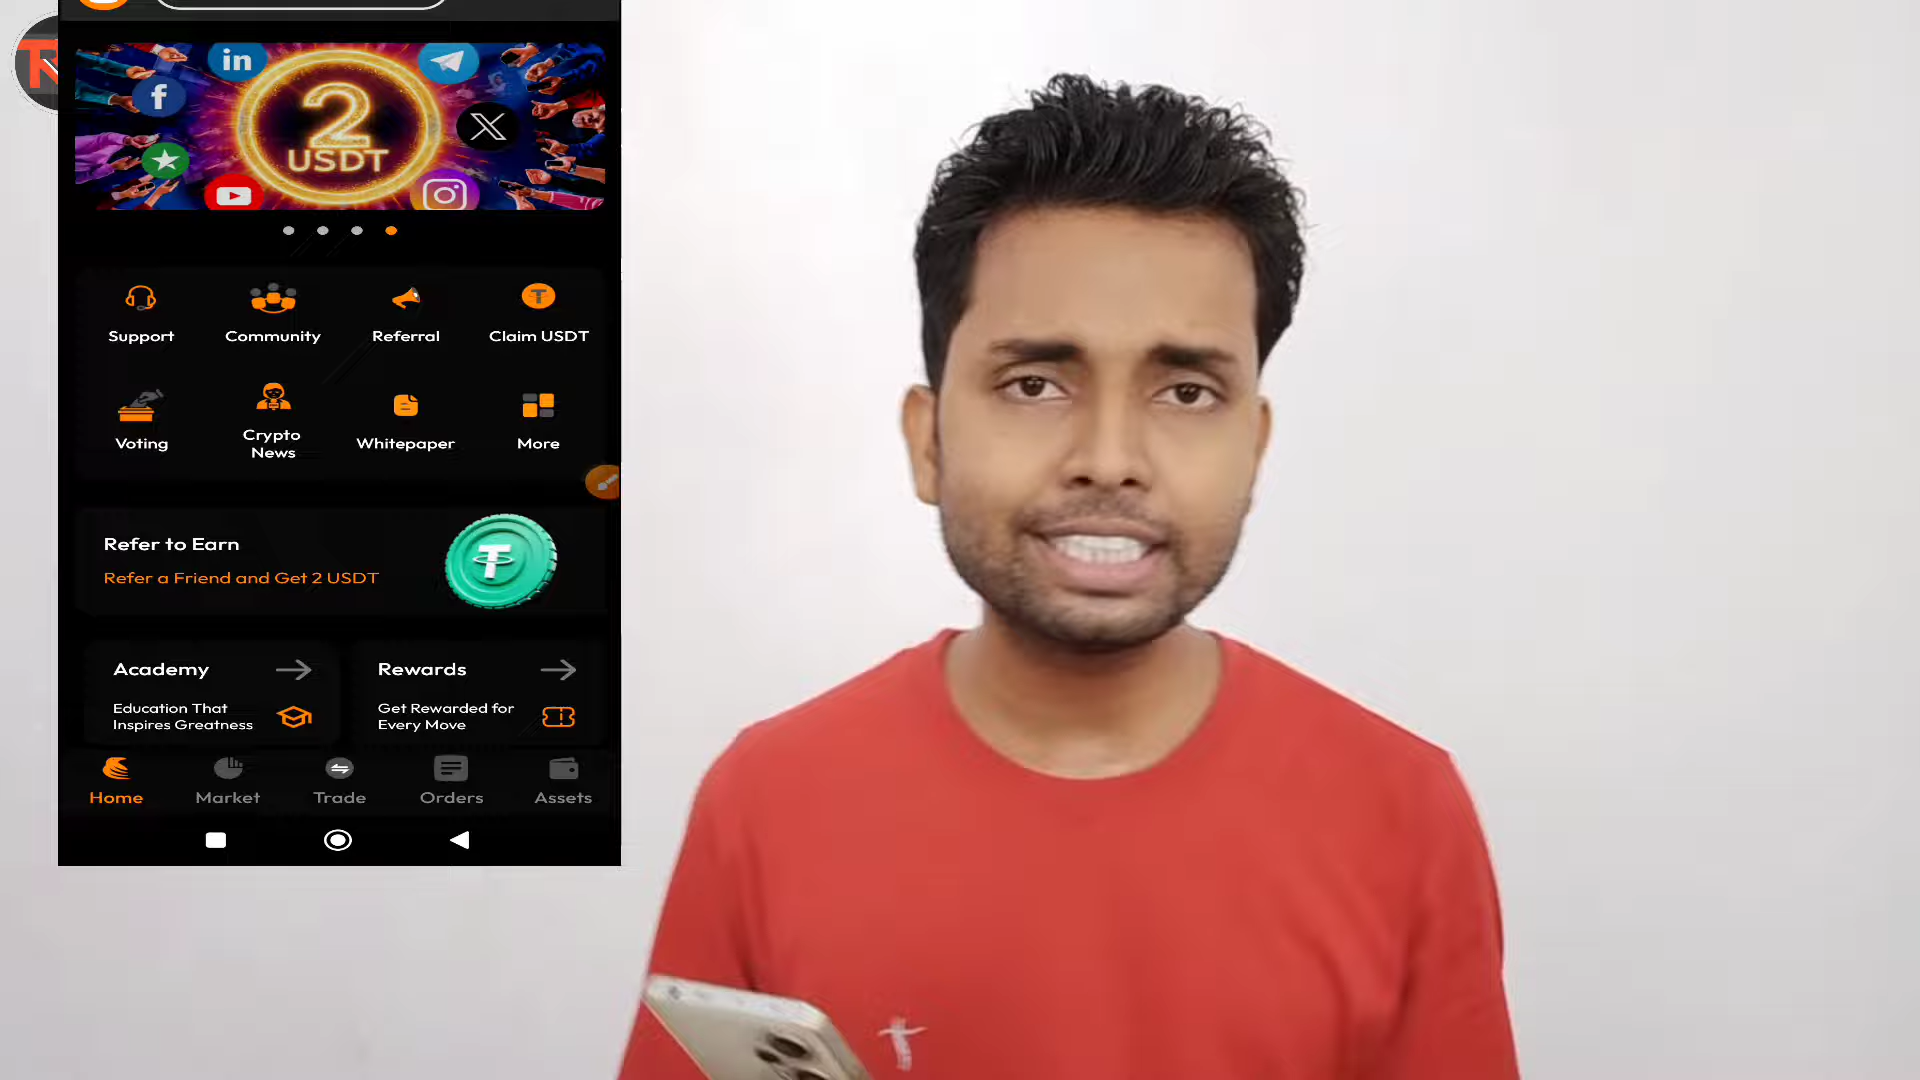 in
f
2
USDT
X
Support
Community
Referral
Claim USDT
Voting
Crypto
News
Whitepaper
More
Refer to Earn
Refer a Friend and Get 2 USDT
Academy
Education That
Inspires Greatness
Rewards
Get Rewarded for
Every Move
Home
Market
Trade
Orders
Assets